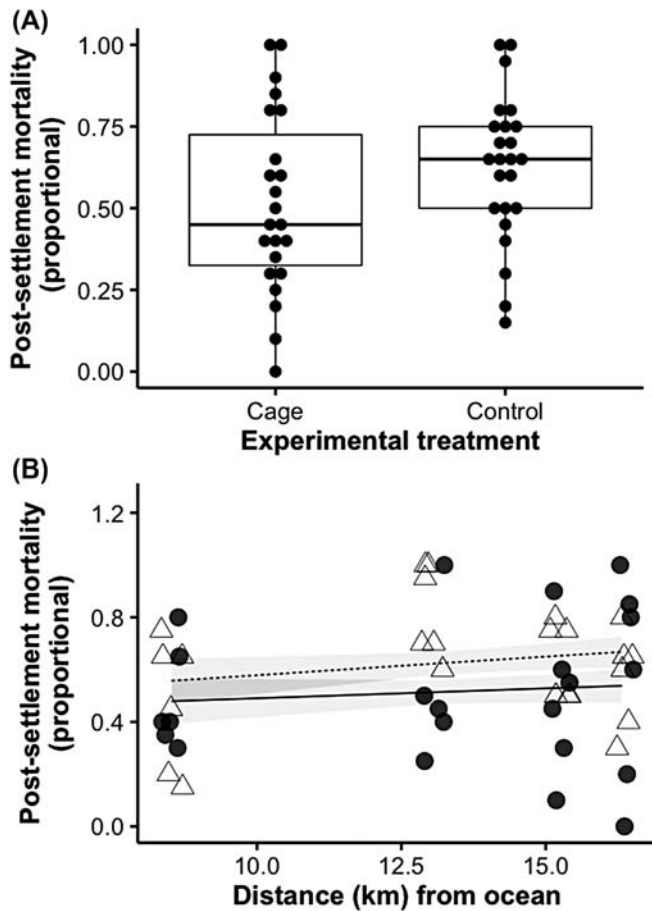 (A)
Post-settlement mortality
(proportional)
1.00
0.75
0.50
0.25
0.00
Cage Control
Experimental treatment
(B)
Post-settlement mortality
(proportional)
1.2
0.8
0.4
0.0
10.0 12.5 15.0
Distance (km) from ocean